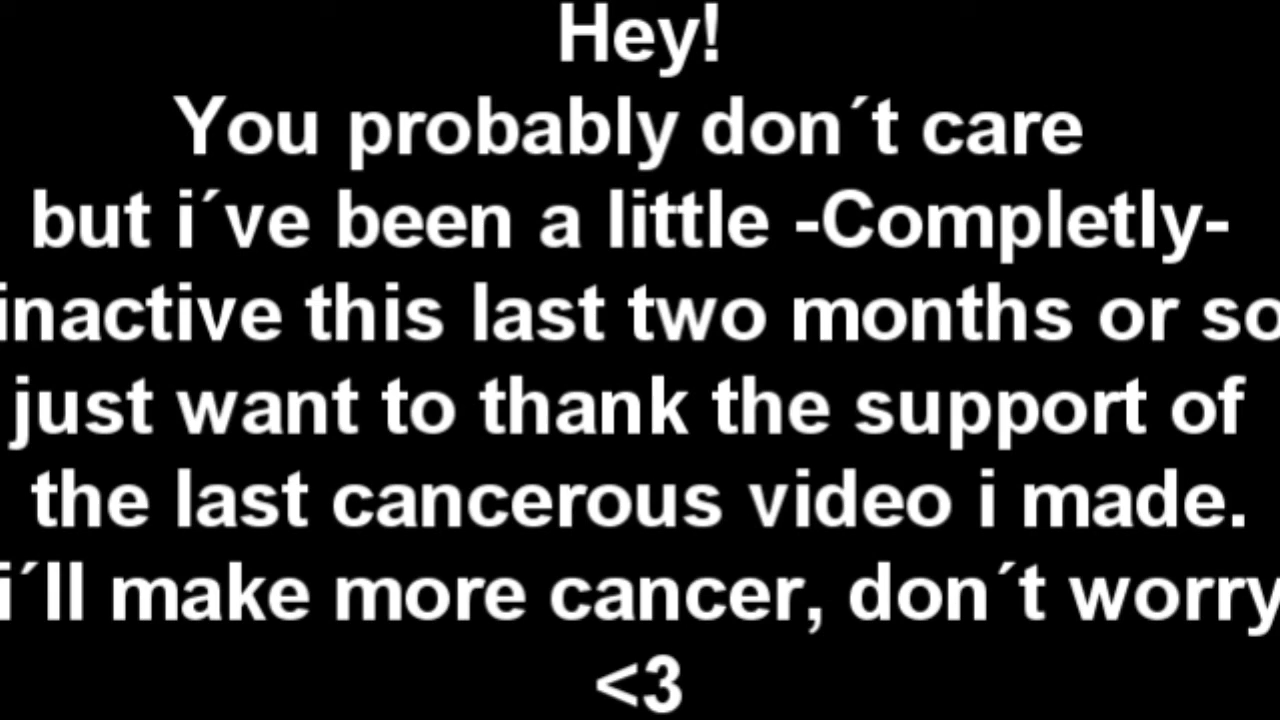 Hey!
You probably don´t care
but i´ve been a little -Completly-
inactive this last two months or so
just want to thank the support of
the last cancerous video i made.
i´ll make more cancer, don´t worry
<3